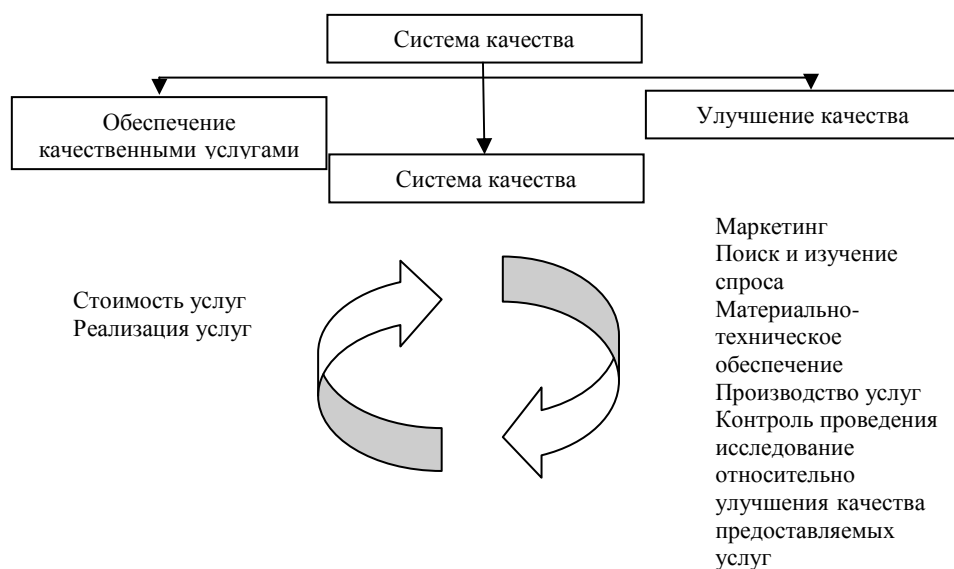 Система качества
Обеспечение
качественными услугами
Улучшение качества
Система качества
Стоимость услуг
Реализация услуг
Маркетинг
Поиск и изучение
спроса
Материально-
техническое
обеспечение
Производство услуг
Контроль проведения
исследование
относительно
улучшения качества
предоставляемых
услуг